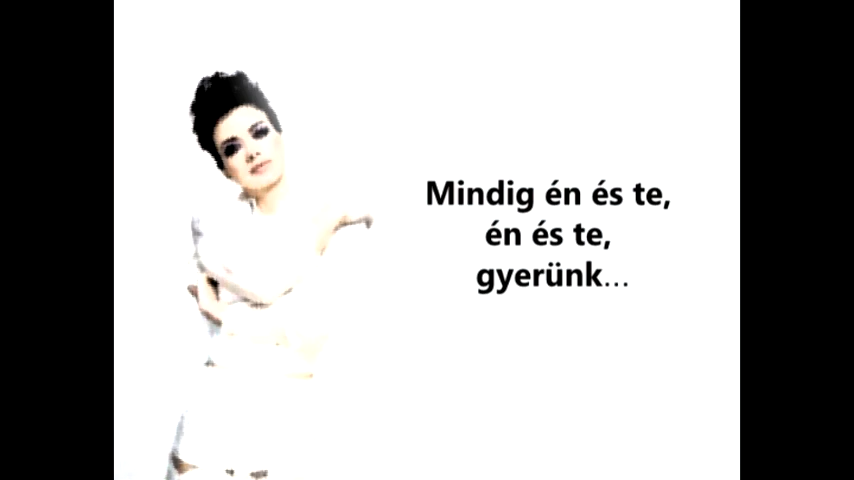 Mindig én és te,
én és te,
gyerünk...